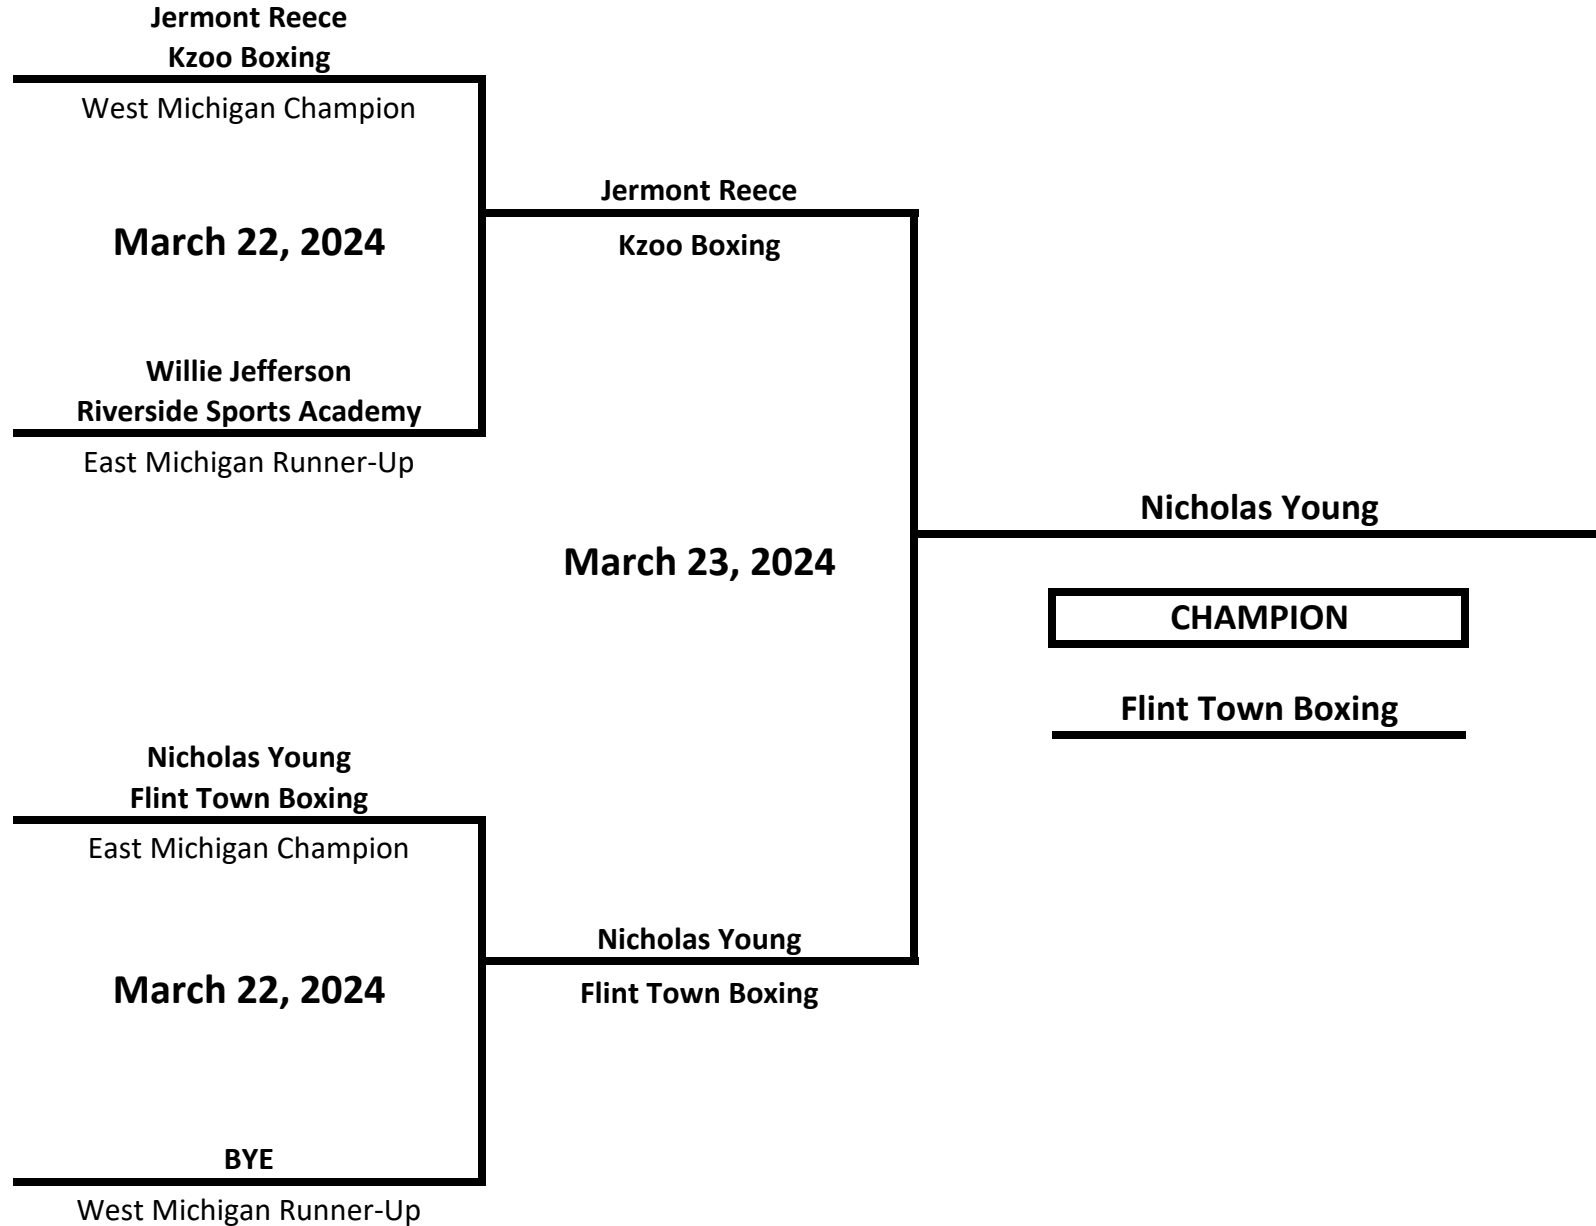 Jermont Reece
Kzoo Boxing
West Michigan Champion
March 22, 2024
Willie Jefferson
Riverside Sports Academy
East Michigan Runner-Up
Nicholas Young
Flint Town Boxing
East Michigan Champion
March 22, 2024
BYE
West Michigan Runner-Up
Jermont Reece
Kzoo Boxing
March 23, 2024
Nicholas Young
Flint Town Boxing
Nicholas Young
CHAMPION
Flint Town Boxing